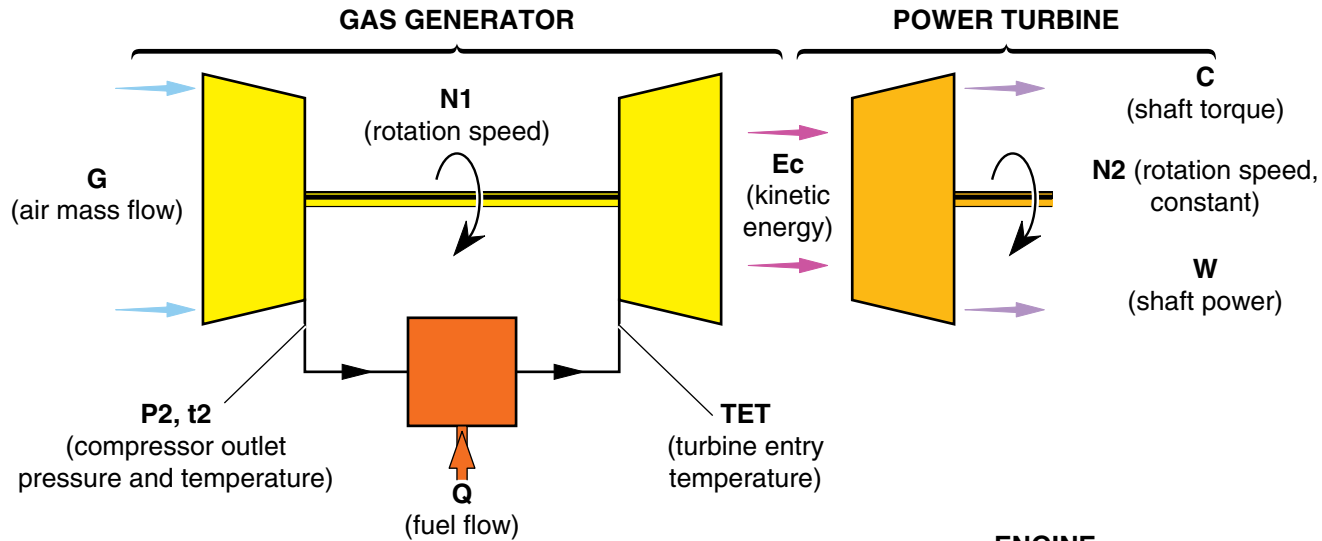 GAS GENERATOR
POWER TURBINE
N1
(rotation speed)
G
(air mass flow)
Ec
(kinetic
energy)
C
(shaft torque)
N2 (rotation speed,
constant)
W
(shaft power)
P2, t2
(compressor outlet
pressure and temperature)
TET
(turbine entry
temperature)
Q
(fuel flow)
ENGINE